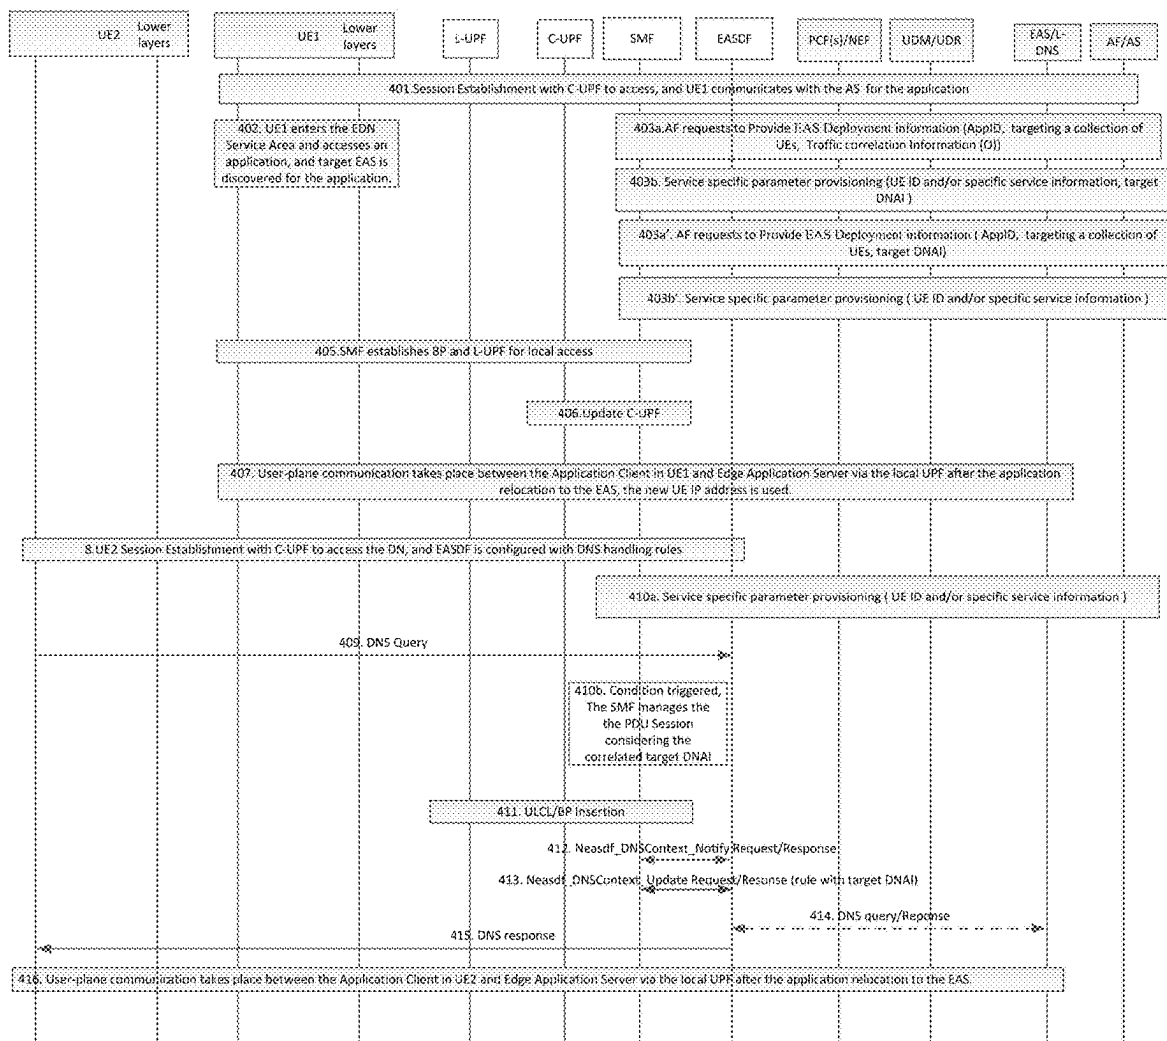 UE2
Lower
layers
UE1
Lower
layers
L-UPF
C-UPF
SMF
EASDF
PCF(s)/NEF
UDM/UDR
EAS/L-
DNS
AF/AS
401.Session Establishment with C-UPF to access, and UE1 communicates with the AS for the application
402. UE1 enters the EDN
Service Area and accesses an
application, and target EAS is
discovered for the application.
403a.AF requests to Provide EAS Deployment information (AppID, targeting a collection of
UEs, Traffic correlation Information (O))
403b. Service specific parameter provisioning (UE ID and/or specific service information, target
DNAI )
403a'. AF requests to Provide EAS Deployment information ( AppID, targeting a collection of
UEs, target DNAI)
403b'. Service specific parameter provisioning ( UE ID and/or specific service information )
405.SMF establishes BP and L-UPF for local access
406.Update C-UPF
407. User-plane communication takes place between the Application Client in UE1 and Edge Application Server via the local UPF after the application
relocation to the EAS, the new UE IP address is used.
8.UE2 Session Establishment with C-UPF to access the DN, and EASDF is configured with DNS handling rules
410a. Service specific parameter provisioning ( UE ID and/or specific service information )
409. DNS Query
410b. Condition triggered,
The SMF manages the
the PDU Session
considering the
correlated target DNAI
411. ULCL/BP Insertion
412. Neasdf_DNSContext_Notify Request/Response
413. Neasdf_DNSContext_Update Request/Resonse (rule with target DNAI)
414. DNS query/Reponse
415. DNS response
416. User-plane communication takes place between the Application Client in UE2 and Edge Application Server via the local UPF after the application relocation to the EAS.